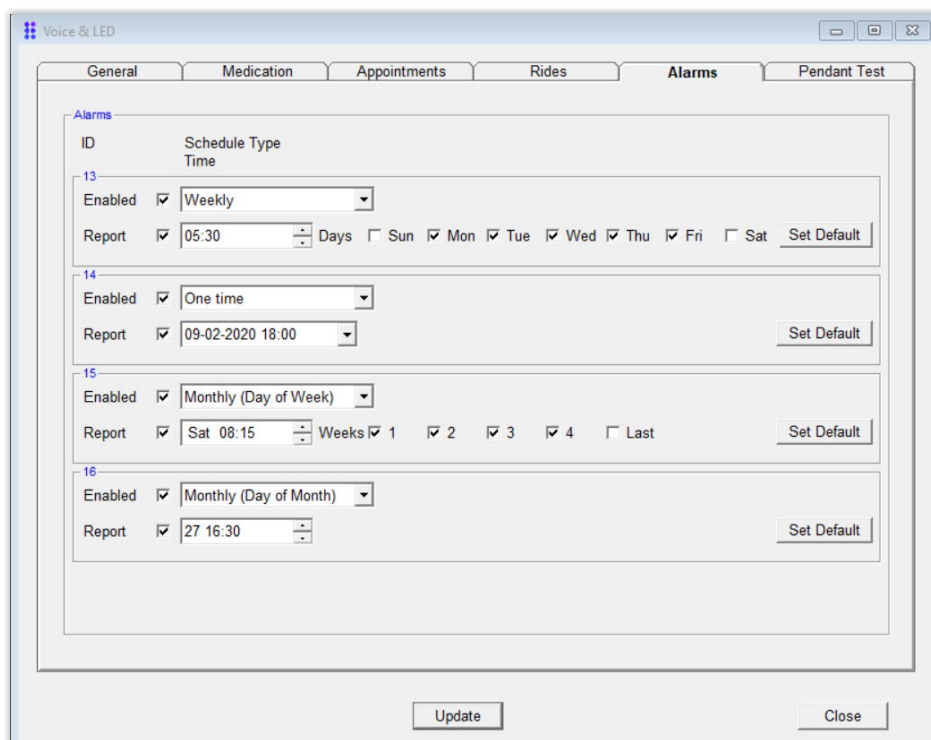 Voice & LED
General Medication Appointments Rides Alarms Pendant Test
Alarms
ID Schedule Type
Time
13
Enabled Weekly
Report 05:30 Days Sun Mon Tue Wed Thu Fri Sat Set Default
14
Enabled One time
Report 09-02-2020 18:00 Set Default
15
Enabled Monthly (Day of Week)
Report Sat 08:15 Weeks 1 2 3 4 Last Set Default
16
Enabled Monthly (Day of Month)
Report 27 16:30 Set Default
Update Close